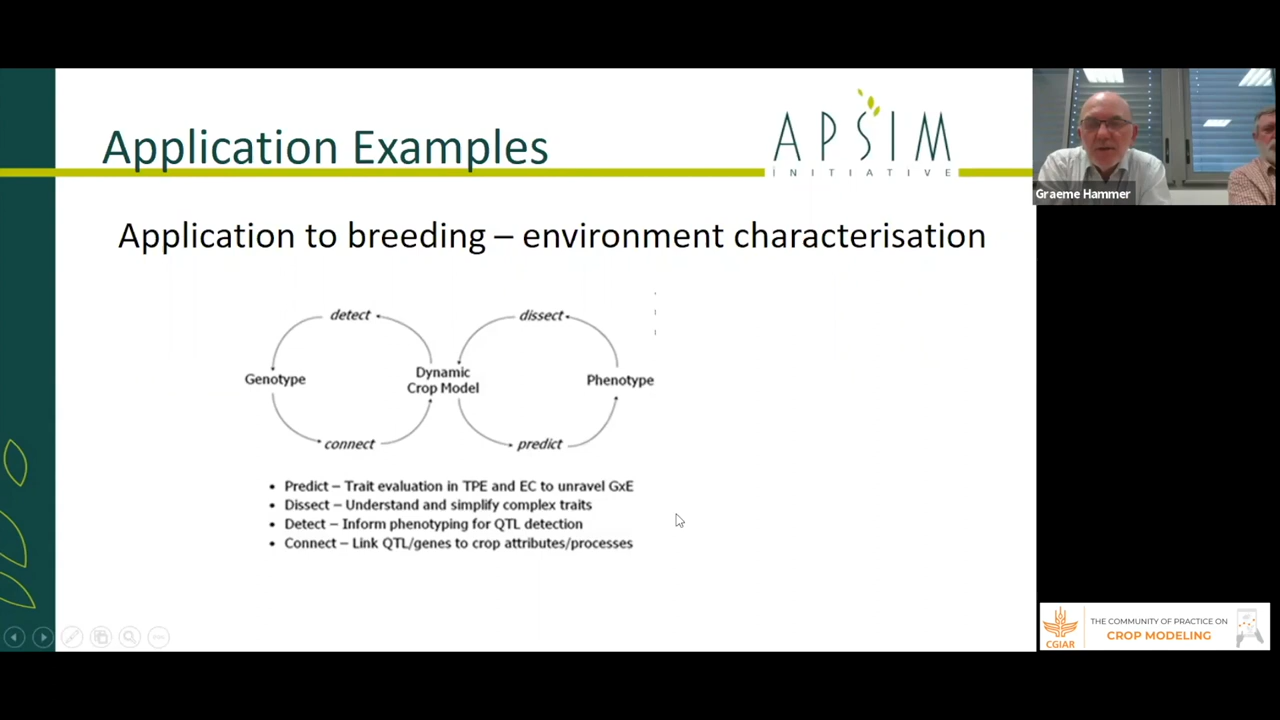 Application Examples
APSIM
INITIATIVE
Graeme Hammer
Application to breeding – environment characterisation
detect
dissect
Genotype
Dynamic
Crop Model
Phenotype
connect
predict
• Predict – Trait evaluation in TPE and EC to unravel GxE
• Dissect – Understand and simplify complex traits
• Detect – Inform phenotyping for QTL detection
• Connect – Link QTL/genes to crop attributes/processes
CGIAR
THE COMMUNITY OF PRACTICE ON
CROP MODELING